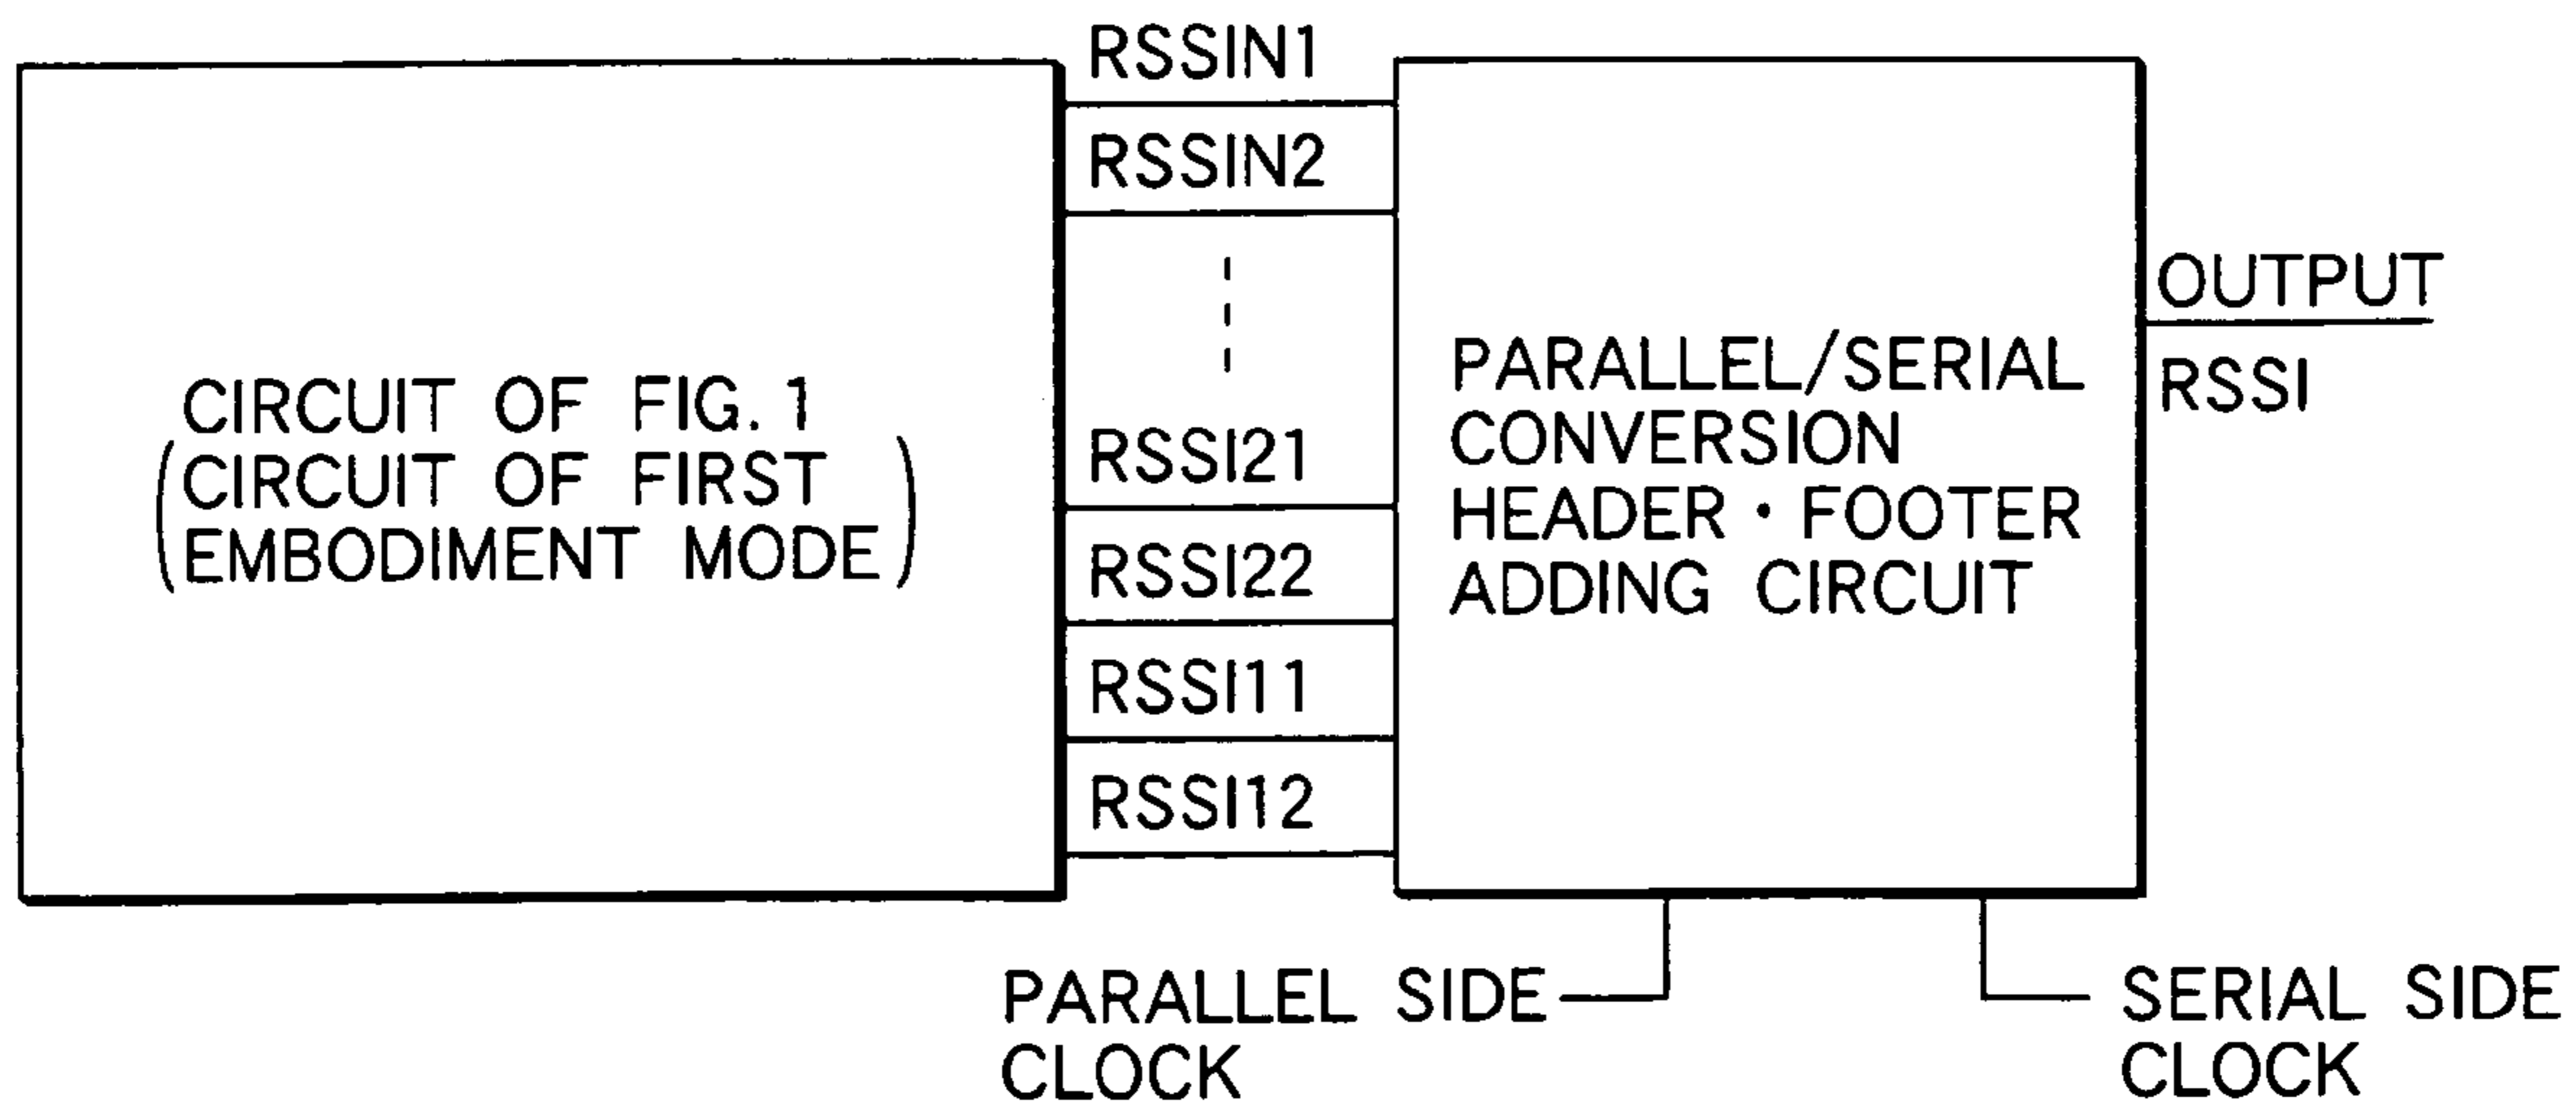 RSSIN1
RSSIN2
RSSI21
RSSI22
RSSI11
RSSI12
CIRCUIT OF FIG. 1
(CIRCUIT OF FIRST
EMBODIMENT MODE)
PARALLEL/SERIAL
CONVERSION
HEADER・FOOTER
ADDING CIRCUIT
OUTPUT
RSSI
PARALLEL SIDE
CLOCK
SERIAL SIDE
CLOCK